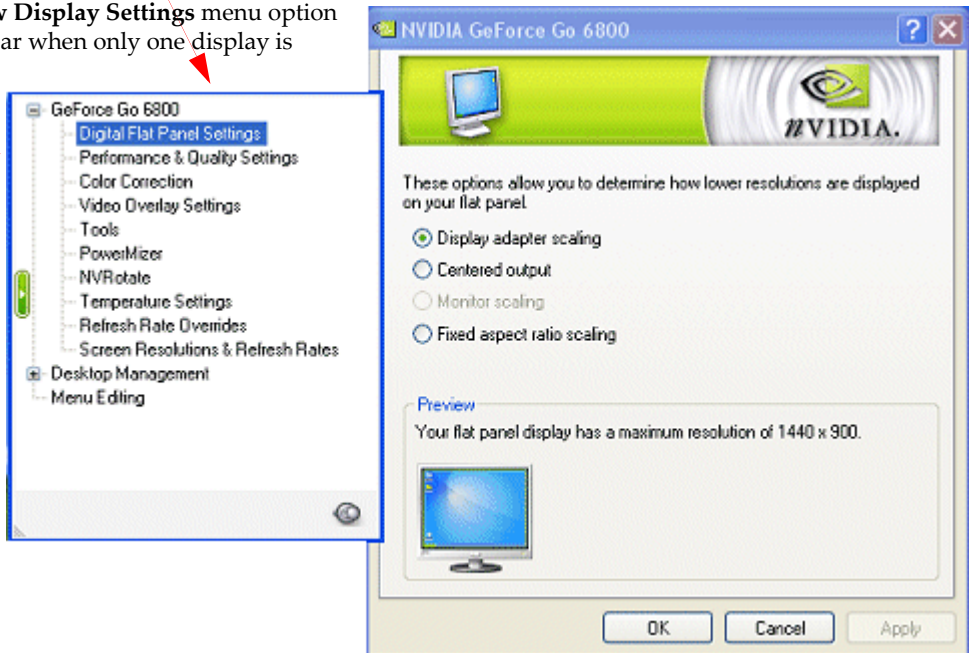 w Display Settings menu option
ar when only one display is
GeForce Go 6800
Digital Flat Panel Settings
Performance & Quality Settings
Color Correction
Video Overlay Settings
Tools
PowerMizer
NVRotate
Temperature Settings
Refresh Rate Overrides
Screen Resolutions & Refresh Rates
Desktop Management
Menu Editing
NVIDIA GeForce Go 6800
nVIDIA.
These options allow you to determine how lower resolutions are displayed
on your flat panel.
Display adapter scaling
Centered output
Monitor scaling
Fixed aspect ratio scaling
Preview
Your flat panel display has a maximum resolution of 1440 x 900.
OK
Cancel
Apply